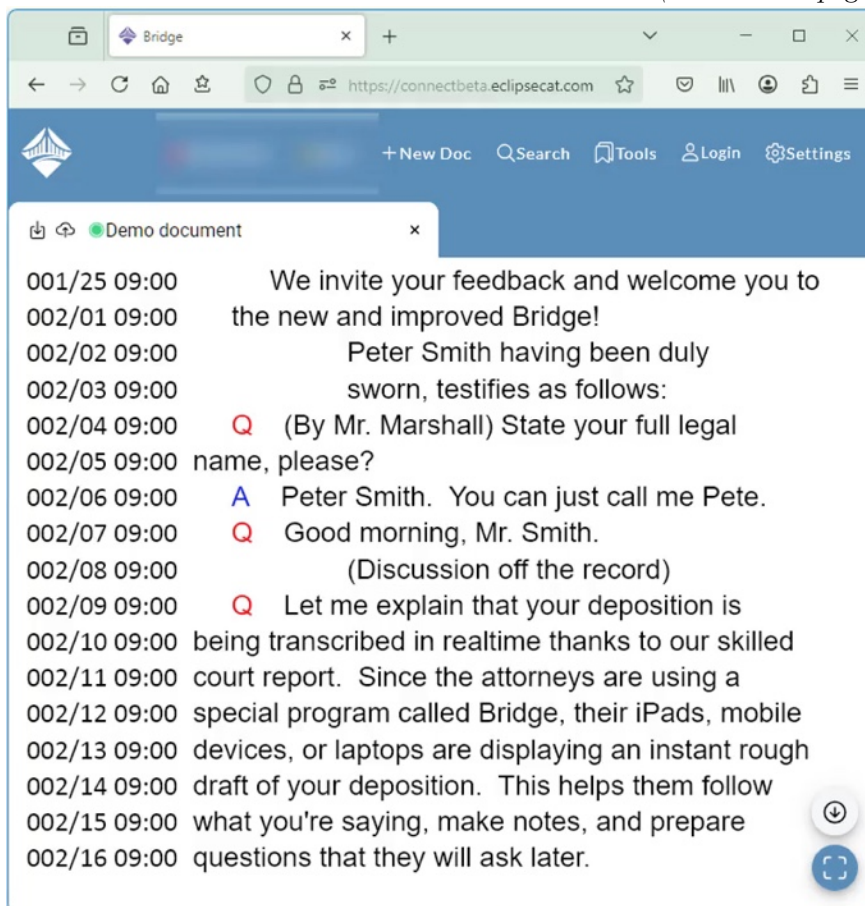 Bridge
https://connectbeta.eclipsecat.com
+New Doc Search Tools Login Settings
Demo document
001/25 09:00 We invite your feedback and welcome you to
002/01 09:00 the new and improved Bridge!
002/02 09:00 Peter Smith having been duly
002/03 09:00 sworn, testifies as follows:
002/04 09:00 Q (By Mr. Marshall) State your full legal
002/05 09:00 name, please?
002/06 09:00 A Peter Smith. You can just call me Pete.
002/07 09:00 Q Good morning, Mr. Smith.
002/08 09:00 (Discussion off the record)
002/09 09:00 Q Let me explain that your deposition is
002/10 09:00 being transcribed in realtime thanks to our skilled
002/11 09:00 court report. Since the attorneys are using a
002/12 09:00 special program called Bridge, their iPads, mobile
002/13 09:00 devices, or laptops are displaying an instant rough
002/14 09:00 draft of your deposition. This helps them follow
002/15 09:00 what you're saying, make notes, and prepare
002/16 09:00 questions that they will ask later.